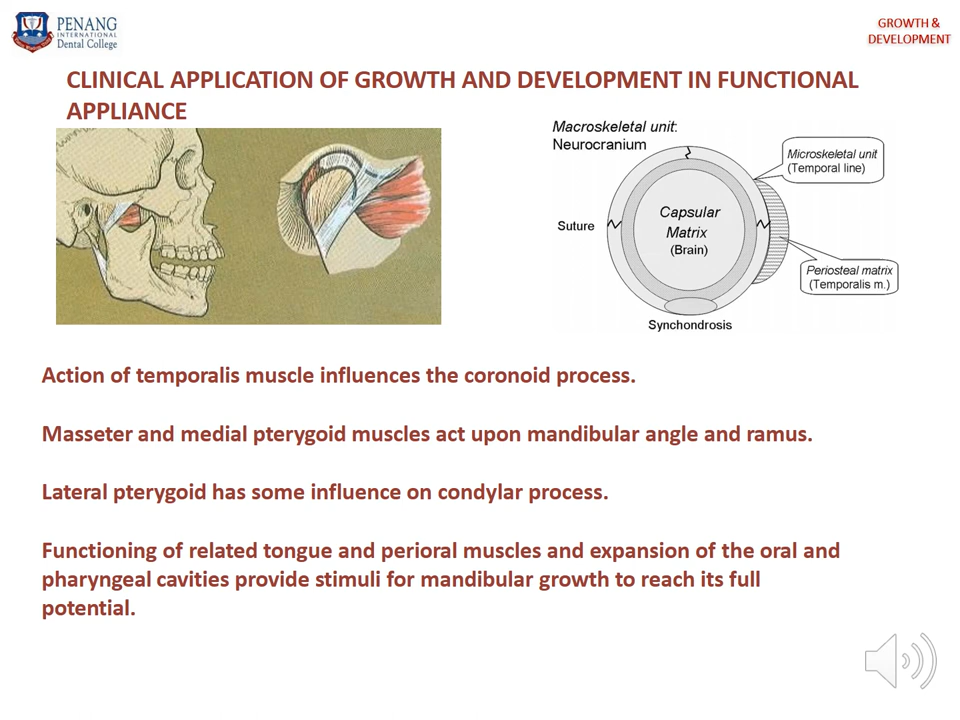 PENANG
INTERNATIONAL
Dental College
GROWTH &
DEVELOPMENT
CLINICAL APPLICATION OF GROWTH AND DEVELOPMENT IN FUNCTIONAL
APPLIANCE
Macroskeletal unit:
Neurocranium
Microskeletal unit
(Temporal line)
Suture
Capsular
Matrix
(Brain)
Periosteal matrix
(Temporalis m.)
Synchondrosis
Action of temporalis muscle influences the coronoid process.
Masseter and medial pterygoid muscles act upon mandibular angle and ramus.
Lateral pterygoid has some influence on condylar process.
Functioning of related tongue and perioral muscles and expansion of the oral and
pharyngeal cavities provide stimuli for mandibular growth to reach its full
potential.